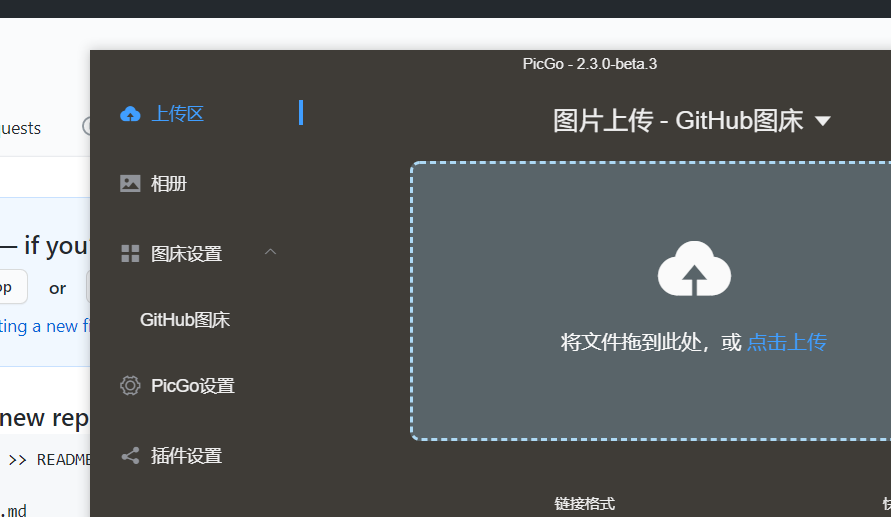 PicGo - 2.3.0-beta.3
上传区
图片上传 - GitHub图床
uests
相册
— if you
图床设置
or
GitHub图床
将文件拖到此处，或 点击上传
ting a new
PicGo设置
new rep
>> README
插件设置
链接格式
.md